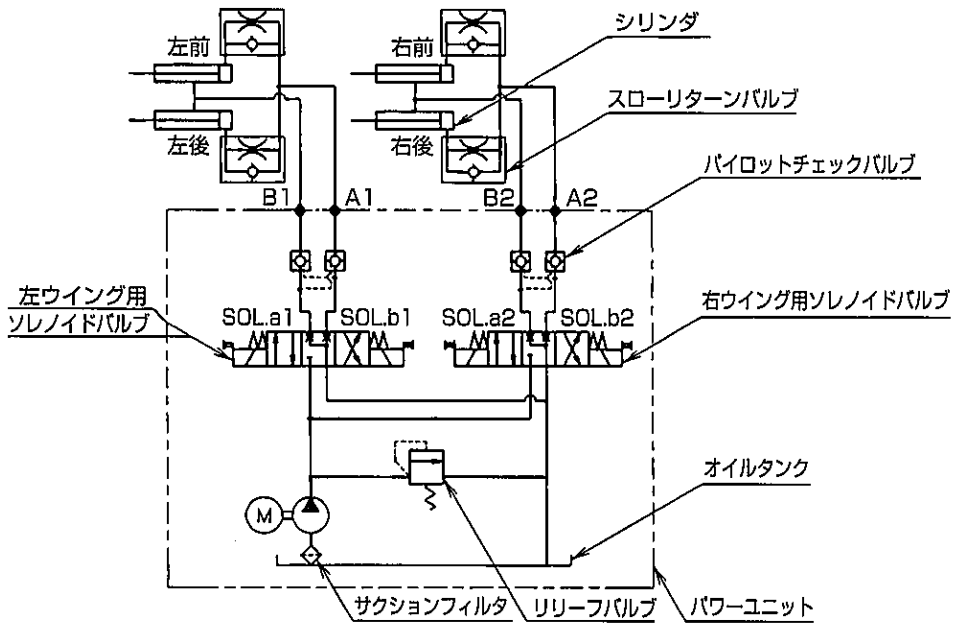 シリンダ
左前
右前
スローリターンバルブ
左後
右後
パイロットチェックバルブ
B1
A1
B2
A2
左ウイング用
ソレノイドバルブ
SOL.a1
SOL.b1
SOL.a2
SOL.b2
右ウイング用ソレノイドバルブ
オイルタンク
M
サクションフィルタ
リリーフバルブ
パワーユニット